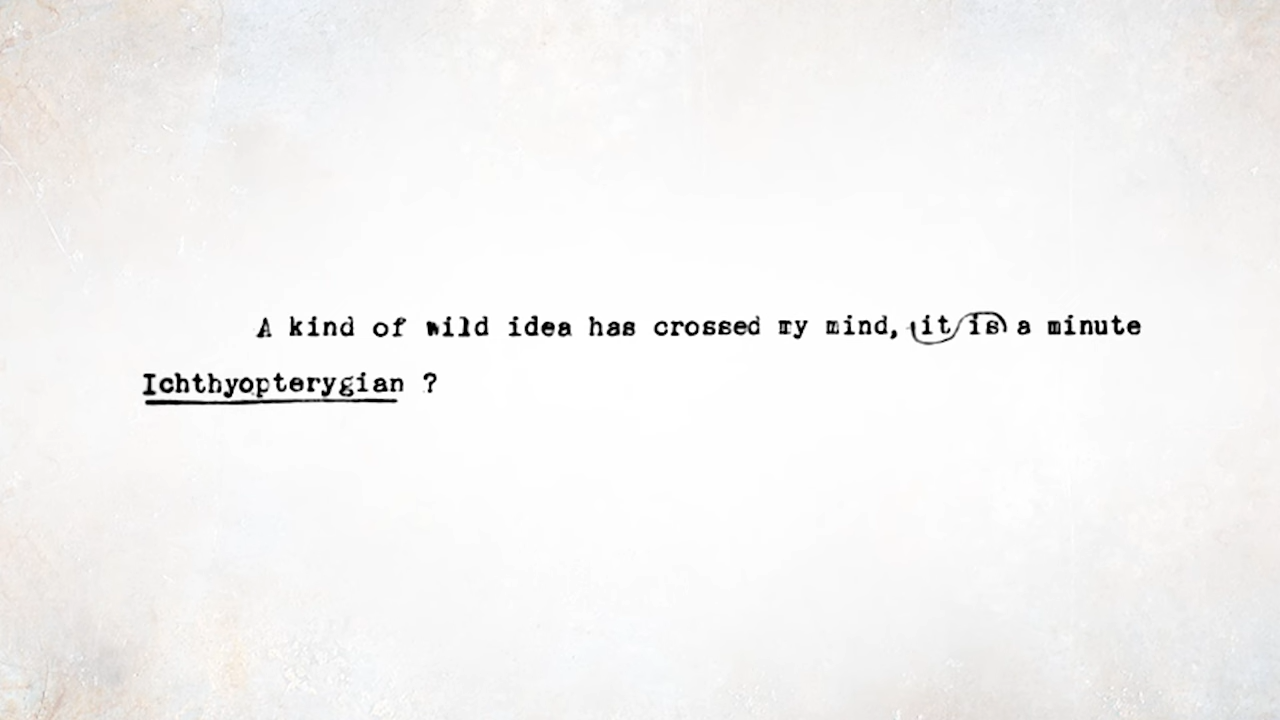 A kind of wild idea has crossed my mind, it is a minute
Ichthyopterygian ?